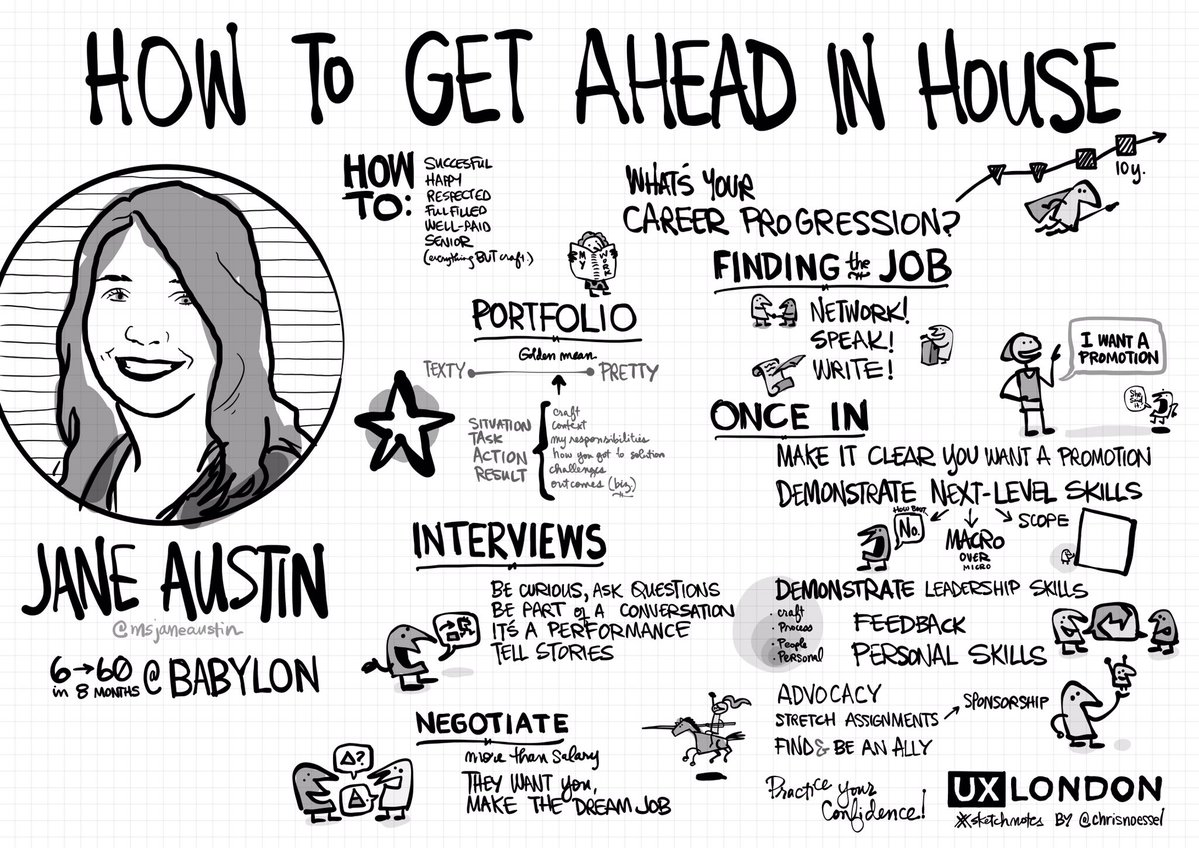 HOW TO GET AHEAD IN HOUSE
JANE AUSTIN
@msjaneaustin
6→60
in 8 MONTHS
@ BABYLON
HOW TO:
SUCCESFUL
HAPPY
RESPECTED
FULFILLED
WELL-PAID
SENIOR
(everything BUT craft.)
MY WORK
PORTFOLIO
Golden mean
TEXTY
PRETTY
SITUATION
TASK
ACTION
RESULT
craft
context
my responsibilities
how you got to solution
challenges
outcomes (biz.)
INTERVIEWS
BE CURIOUS, ASK QUESTIONS
BE PART of A CONVERSATION
IT'S A PERFORMANCE
TELL STORIES
NEGOTIATE
more than salary
THEY WANT you,
MAKE THE DREAM JOB
WHAT'S YOUR
CAREER PROGRESSION?
10 y.
FINDING the JOB
NETWORK!
SPEAK!
WRITE!
I WANT A
PROMOTION
ONCE IN
MAKE IT CLEAR YOU WANT A PROMOTION
DEMONSTRATE NEXT-LEVEL SKILLS
No.
MACRO
OVER
MICRO
SCOPE
DEMONSTRATE LEADERSHIP SKILLS
• craft
• Process
• People
• Personal
FEEDBACK
PERSONAL SKILLS
ADVOCACY
STRETCH ASSIGNMENTS
SPONSORSHIP
FIND & BE AN ALLY
Practice your
Confidence!
UX LONDON
sketchnotes BY @chrisnoessel